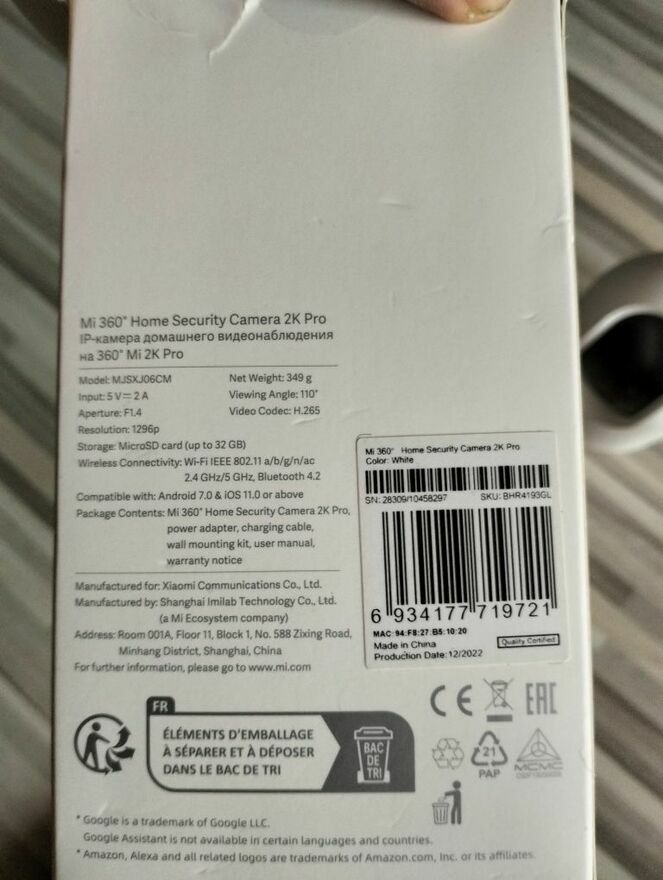 Mi 360° Home Security Camera 2K Pro
IP-камера домашнего видеонаблюдения
на 360° Mi 2K Pro
Model: MJSXJ06CM
Net Weight: 349 g
Input: 5 V⎓ 2 A
Viewing Angle: 110°
Aperture: F1.4
Video Codec: H.265
Resolution: 1296p
Storage: MicroSD card (up to 32 GB)
Wireless Connectivity: Wi-Fi IEEE 802.11 a/b/g/n/ac
2.4 GHz/5 GHz, Bluetooth 4.2
Compatible with: Android 7.0 & iOS 11.0 or above
Package Contents: Mi 360° Home Security Camera 2K Pro,
power adapter, charging cable,
wall mounting kit, user manual,
warranty notice
Manufactured for: Xiaomi Communications Co., Ltd.
Manufactured by: Shanghai Imilab Technology Co., Ltd.
(a Mi Ecosystem company)
Address: Room 001A, Floor 11, Block 1, No. 588 Zixing Road,
Minhang District, Shanghai, China
For further information, please go to www.mi.com
Mi 360° Home Security Camera 2K Pro
Color: White
SN: 28309/10458297
SKU: BHR4193GL
6 934177 719721
MAC: 94:F8:27:B5:10:20
Made in China
Quality Certified
Production Date: 12/2022
CE
EAC
FR
ÉLÉMENTS D'EMBALLAGE
À SÉPARER ET À DÉPOSER
DANS LE BAC DE TRI
BAC
DE
TRI
21
PAP
MCMC
* Google is a trademark of Google LLC.
Google Assistant is not available in certain languages and countries.
* Amazon, Alexa and all related logos are trademarks of Amazon.com, Inc. or its affiliates.